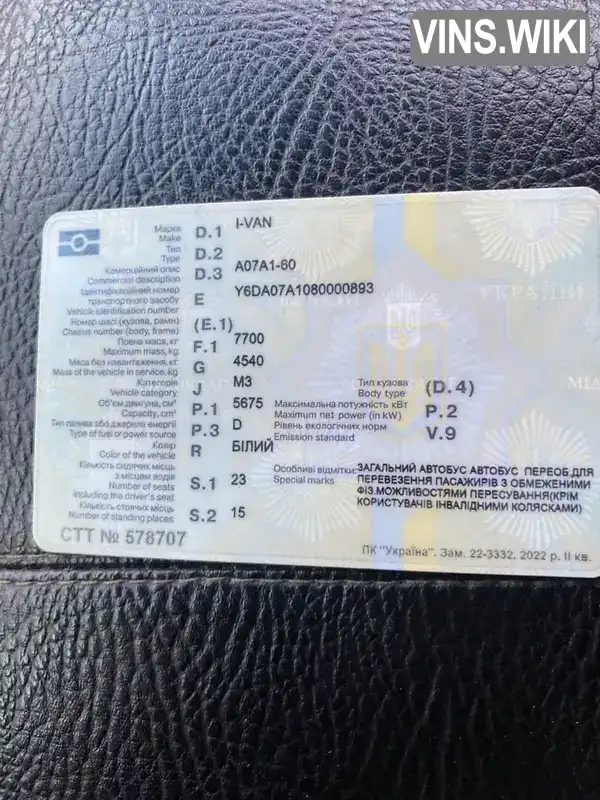 VINS.WIKI
Марка
Make D.1 I-VAN
Тип
Type D.2
Комерційний опис
Commercial description D.3 A07A1-60
Ідентифікаційний номер
транспортного засобу
Vehicle identification number E Y6DA07A1080000893
Номер шасі (кузова, рами)
Chassis number (body, frame) (E.1)
Повна маса, кг
Maximum mass, kg F.1 7700
Маса без навантаження, кг
Mass of the vehicle in service, kg G 4540
Категорія
Vehicle category J M3
Тип кузова
Body type (D.4)
Об'єм двигуна, см³
Capacity, cm³ P.1 5675
Максимальна потужність кВт
Maximum net power (in kW) P.2
Тип палива або джерела енергії
Type of fuel or power source P.3 D
Рівень екологічних норм
Emission standard V.9
Колір
Color of the vehicle R БІЛИЙ
Кількість сидячих місць
з місцем водія
Number of seats
including the driver's seat S.1 23
Особливі відмітки:
Special marks
ЗАГАЛЬНИЙ АВТОБУС АВТОБУС ПЕРЕОБ.ДЛЯ
ПЕРЕВЕЗЕННЯ ПАСАЖИРІВ З ОБМЕЖЕНИМИ
ФІЗ.МОЖЛИВОСТЯМИ ПЕРЕСУВАННЯ(КРІМ
КОРИСТУВАЧІВ ІНВАЛІДНИМИ КОЛЯСКАМИ)
Кількість стоячих місць
Number of standing places S.2 15
СТТ № 578707
ПК "Україна". Зам. 22-3332. 2022 р. ІІ кв.